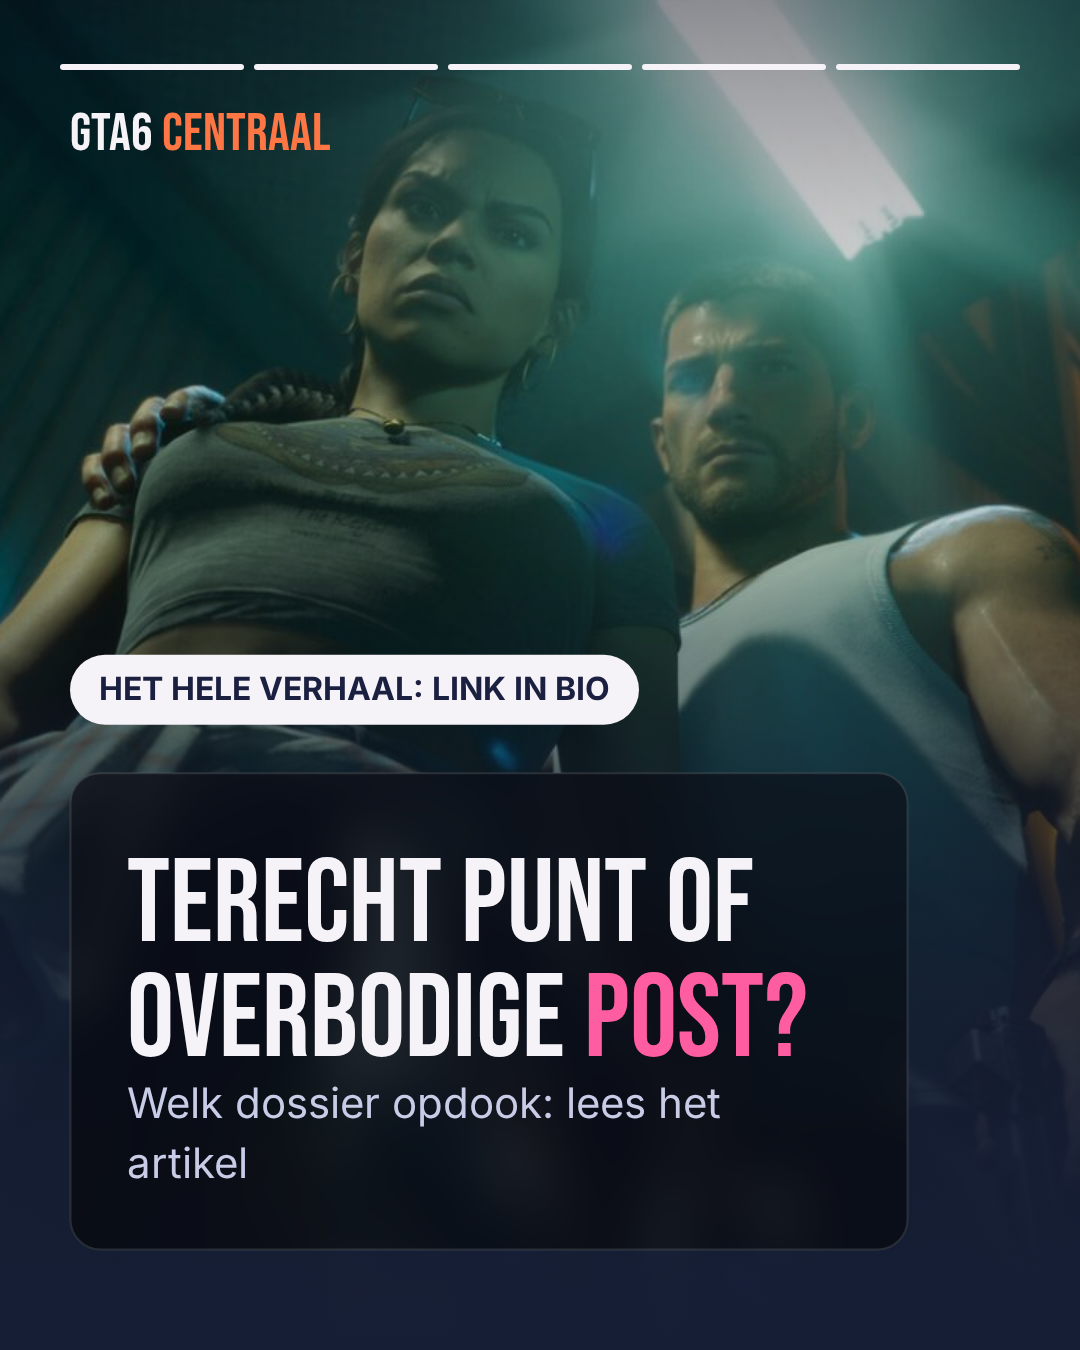 GTA6 CENTRAAL
HET HELE VERHAAL: LINK IN BIO
TERECHT PUNT OF
OVERBODIGE POST?
Welk dossier opdook: lees het
artikel